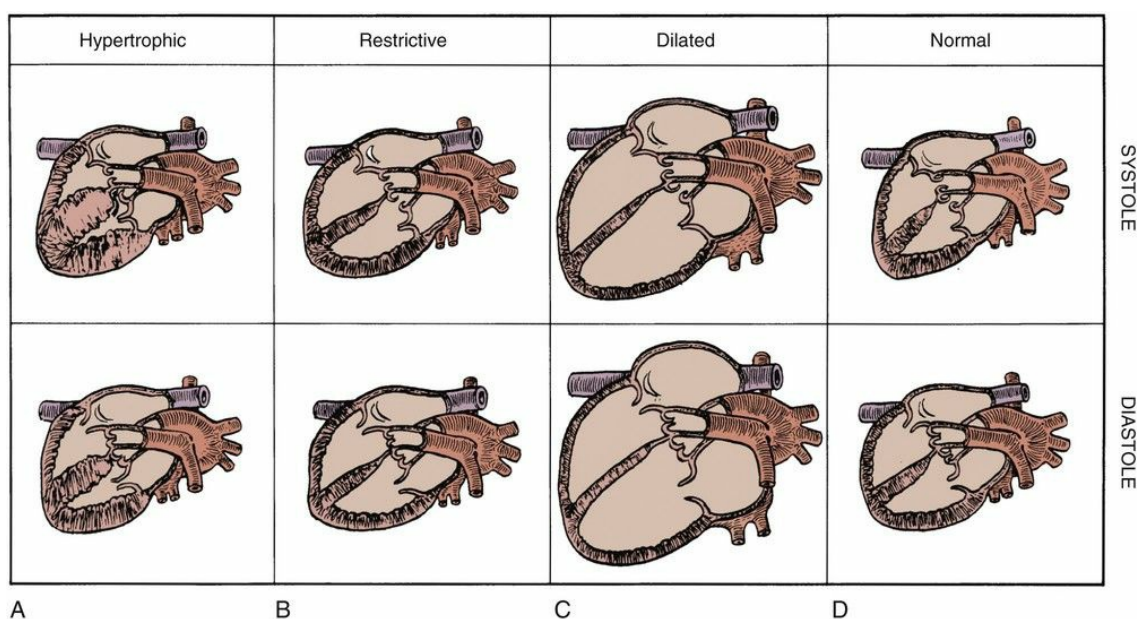 Hypertrophic
Restrictive
Dilated
Normal
SYSTOLE
DIASTOLE
A
B
C
D